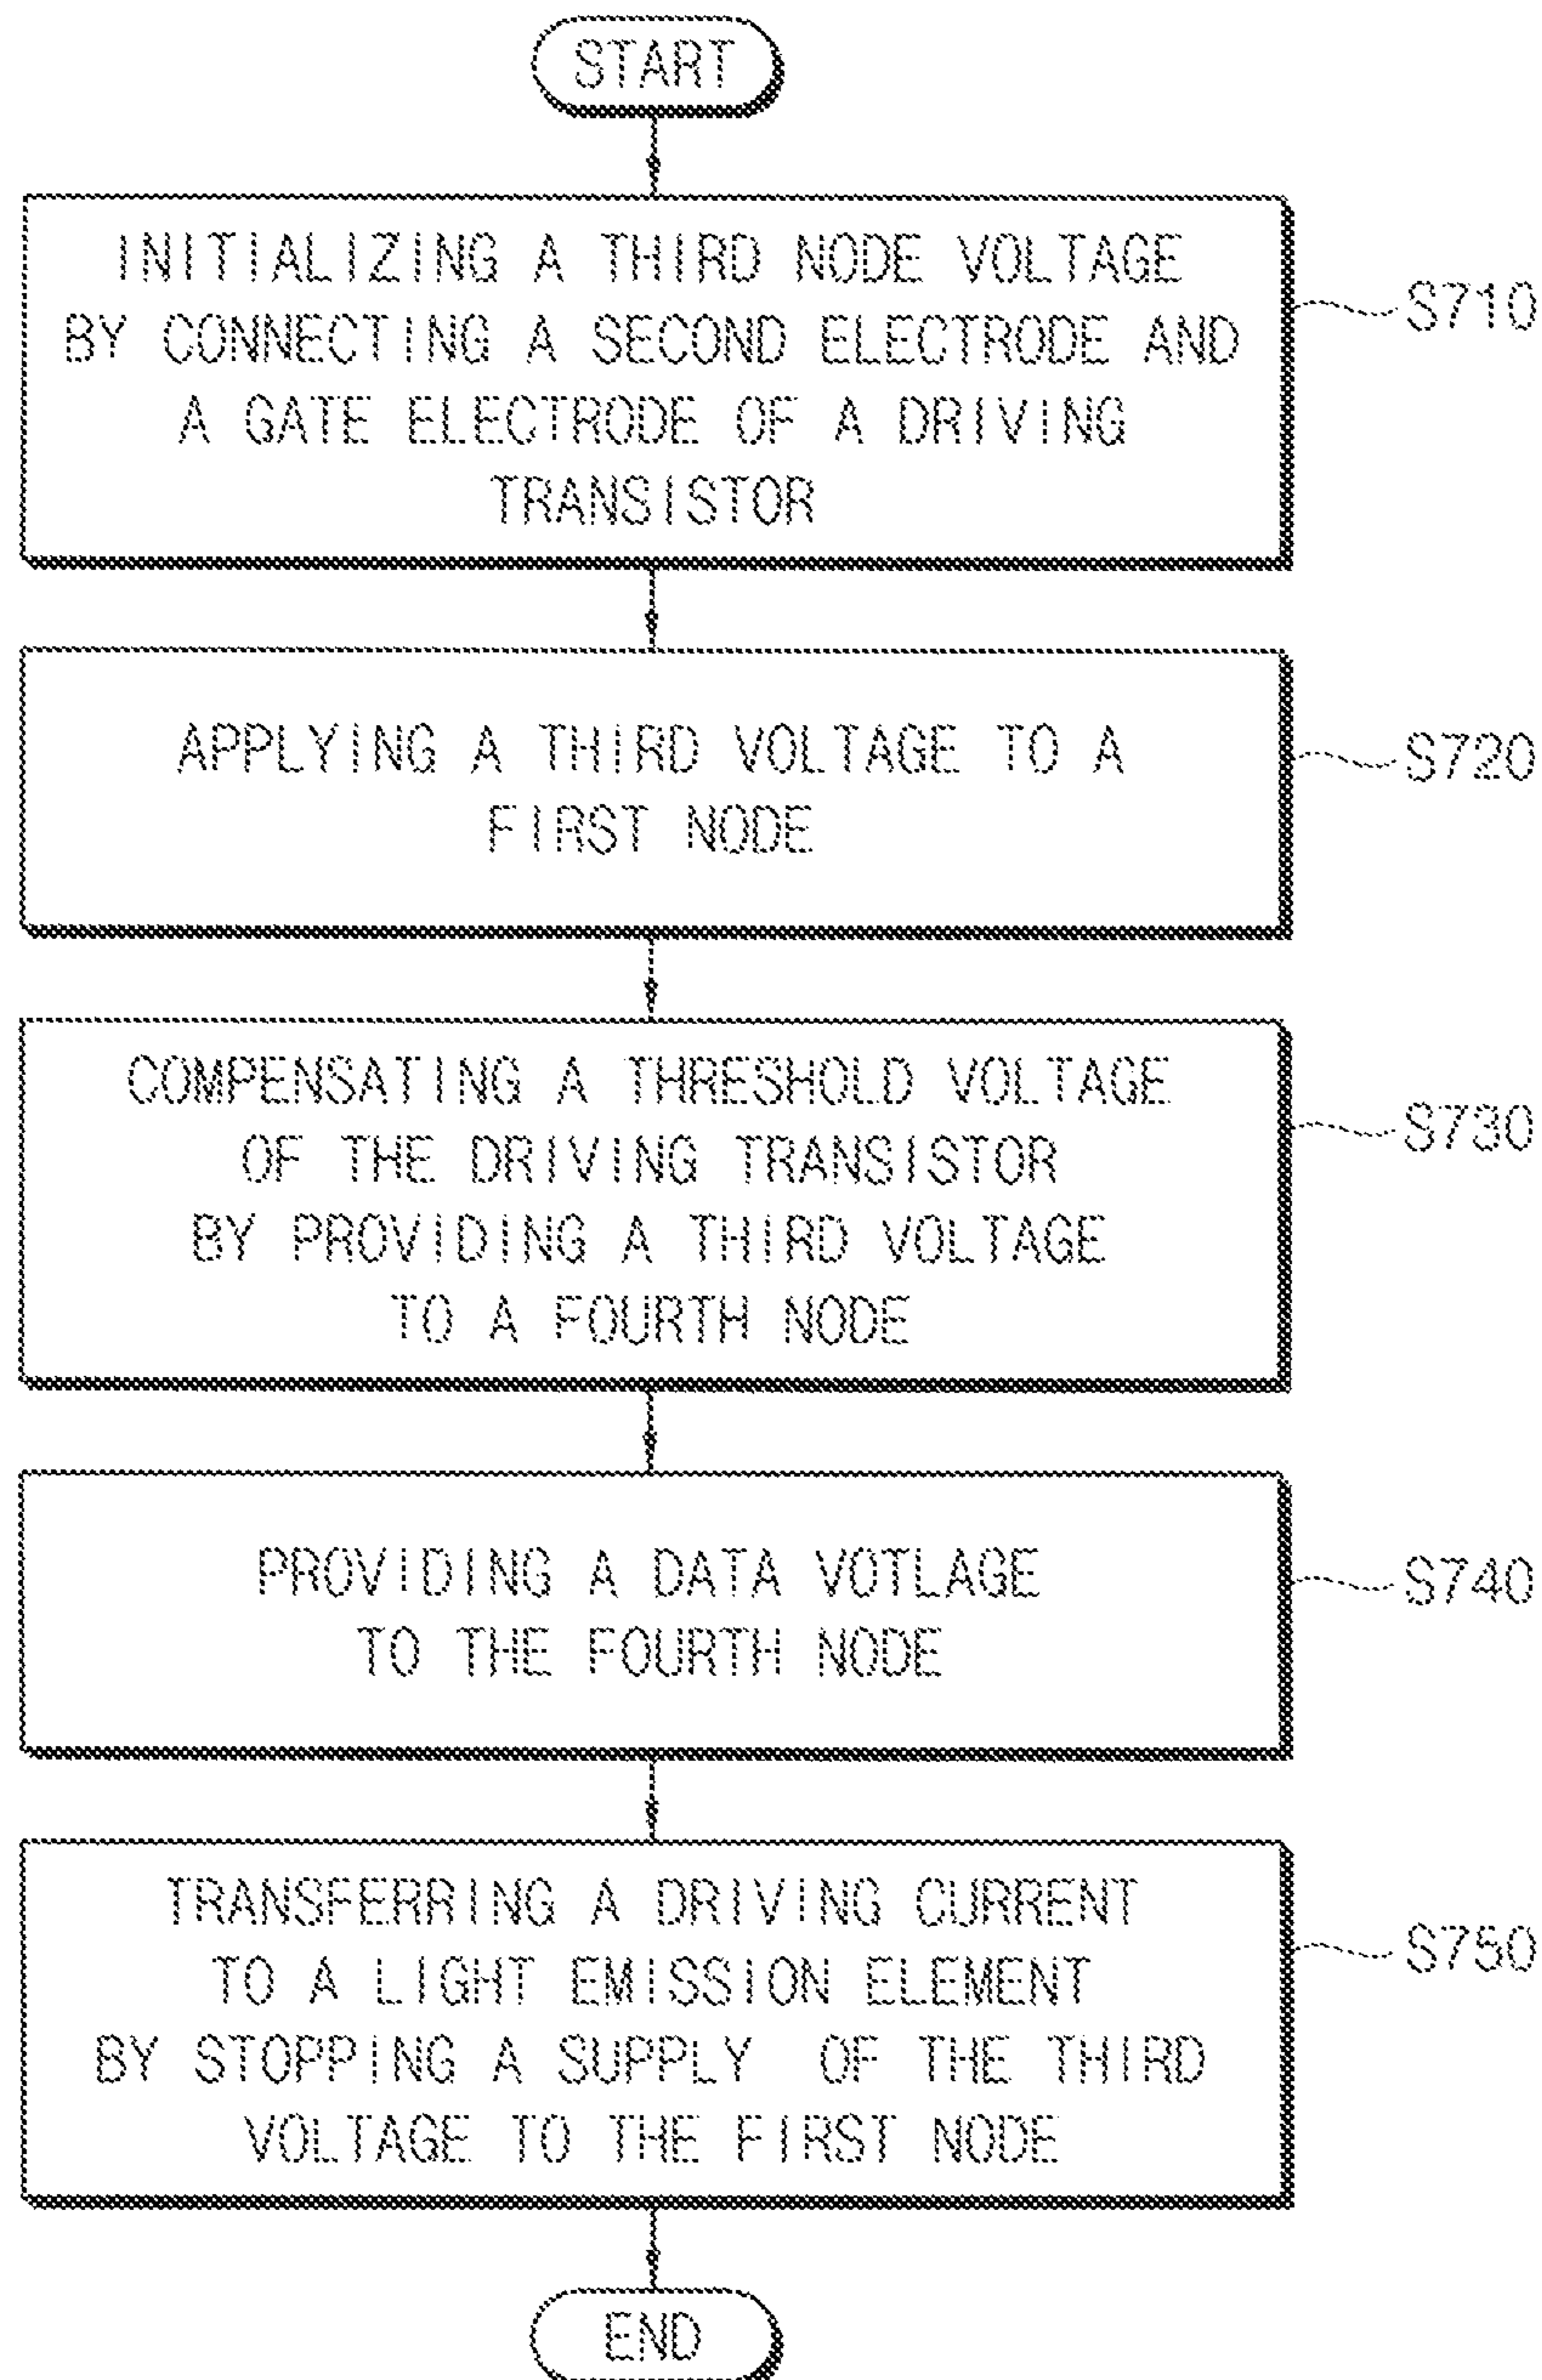 START
INITIALIZING A THIRD NODE VOLTAGE
BY CONNECTING A SECOND ELECTRODE AND
A GATE ELECTRODE OF A DRIVING
TRANSISTOR
S710
APPLYING A THIRD VOLTAGE TO A
FIRST NODE
S720
COMPENSATING A THRESHOLD VOLTAGE
OF THE DRIVING TRANSISTOR
BY PROVIDING A THIRD VOLTAGE
TO A FOURTH NODE
S730
PROVIDING A DATA VOTLAGE
TO THE FOURTH NODE
S740
TRANSFERRING A DRIVING CURRENT
TO A LIGHT EMISSION ELEMENT
BY STOPPING A SUPPLY OF THE THIRD
VOLTAGE TO THE FIRST NODE
S750
END